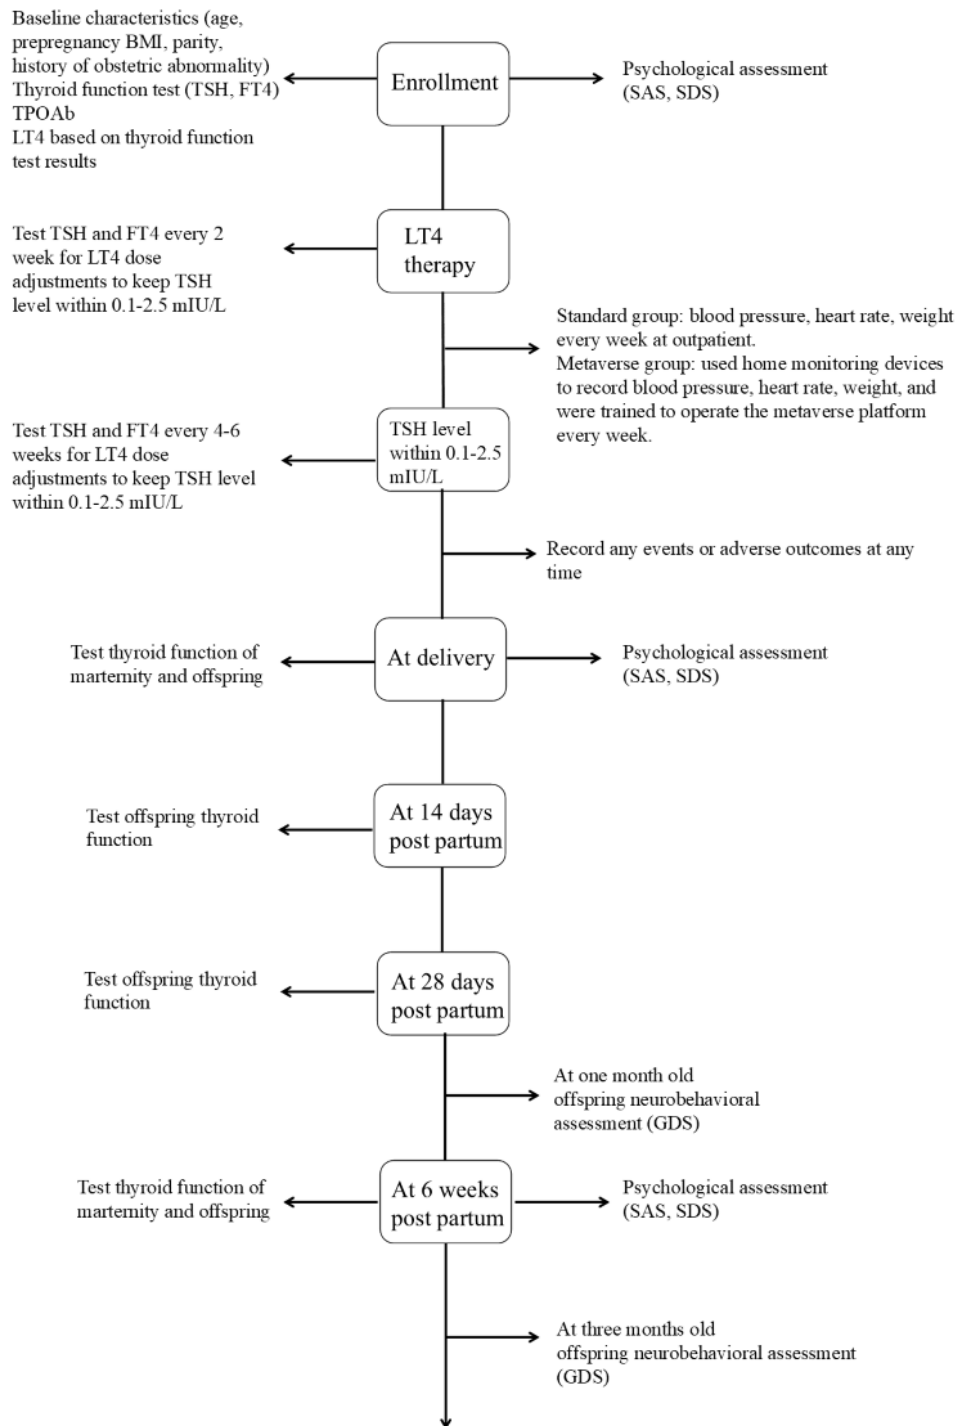 Baseline characteristics (age,
prepregnancy BMI, parity,
history of obstetric abnormality)
Thyroid function test (TSH, FT4)
TPOAb
LT4 based on thyroid function
test results
Enrollment
Psychological assessment
(SAS, SDS)
Test TSH and FT4 every 2
week for LT4 dose
adjustments to keep TSH
level within 0.1-2.5 mIU/L
LT4
therapy
Standard group: blood pressure, heart rate, weight
every week at outpatient.
Metaverse group: used home monitoring devices
to record blood pressure, heart rate, weight, and
were trained to operate the metaverse platform
every week.
Test TSH and FT4 every 4-6
weeks for LT4 dose
adjustments to keep TSH level
within 0.1-2.5 mIU/L
TSH level
within 0.1-2.5
mIU/L
Record any events or adverse outcomes at any
time
Test thyroid function of
marternity and offspring
At delivery
Psychological assessment
(SAS, SDS)
Test offspring thyroid
function
At 14 days
post partum
Test offspring thyroid
function
At 28 days
post partum
At one month old
offspring neurobehavioral
assessment (GDS)
Test thyroid function of
marternity and offspring
At 6 weeks
post partum
Psychological assessment
(SAS, SDS)
At three months old
offspring neurobehavioral assessment
(GDS)